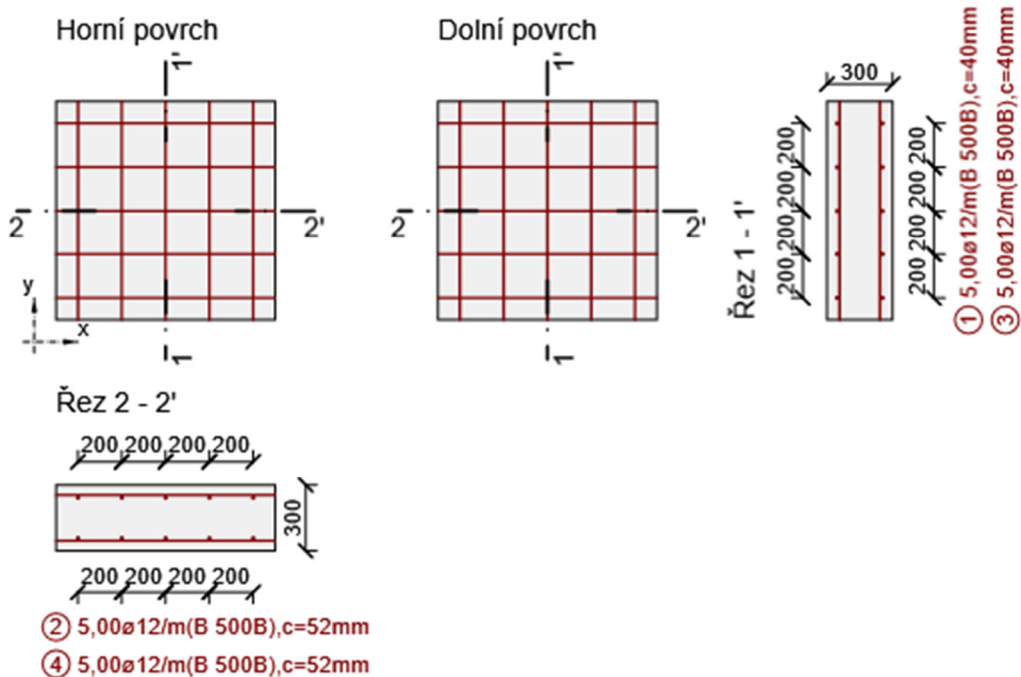 Horní povrch
1'
2
2'
1
y
x
Dolní povrch
1'
2
2'
1
300
200
200
200
200
200
200
200
200
Řez 1 - 1'
① 5,00ø12/m(B 500B),c=40mm
③ 5,00ø12/m(B 500B),c=40mm
Řez 2 - 2'
200 200 200 200
300
200 200 200 200
② 5,00ø12/m(B 500B),c=52mm
④ 5,00ø12/m(B 500B),c=52mm